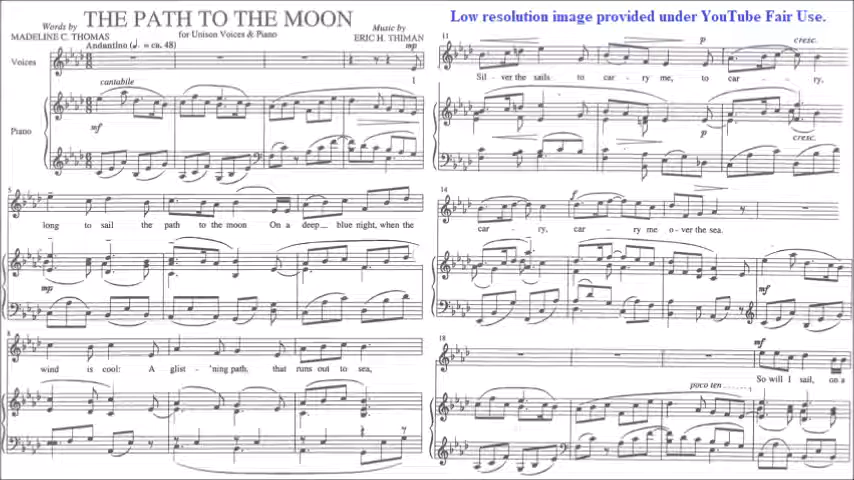 THE PATH TO THE MOON
Words by
MADELINE C. THOMAS
for Unison Voices & Piano
Music by
ERIC H. THIMAN
Andantino (♩. = ca. 48)
mp
Voices
I
cantabile
Piano
mf
5
long to sail the path to the moon On a deep_ blue night, when the
mf
8
wind is cool: A glist - 'ning path, that runs out to sea,
Low resolution image provided under YouTube Fair Use.
11
p cresc.
Sil - ver the sails to car - ry me, to car - ry,
p cresc.
14
f
car - ry, car - ry me o - ver the sea.
mf
18
mf
So will I sail, on a
poco ten.
mf